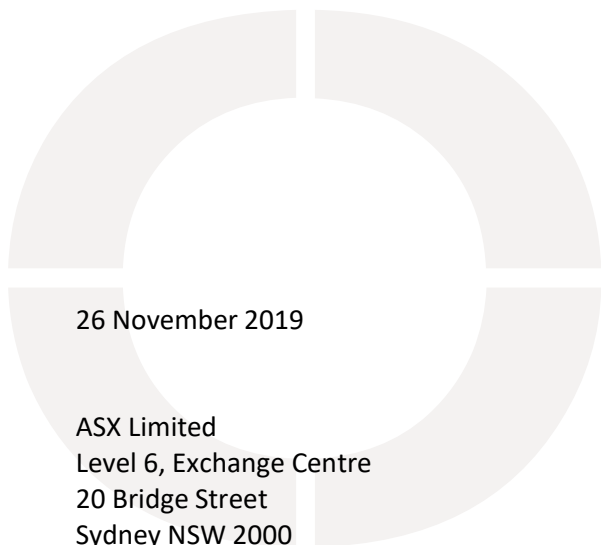 26 November 2019
ASX Limited
Level 6, Exchange Centre
20 Bridge Street
Sydney NSW 2000